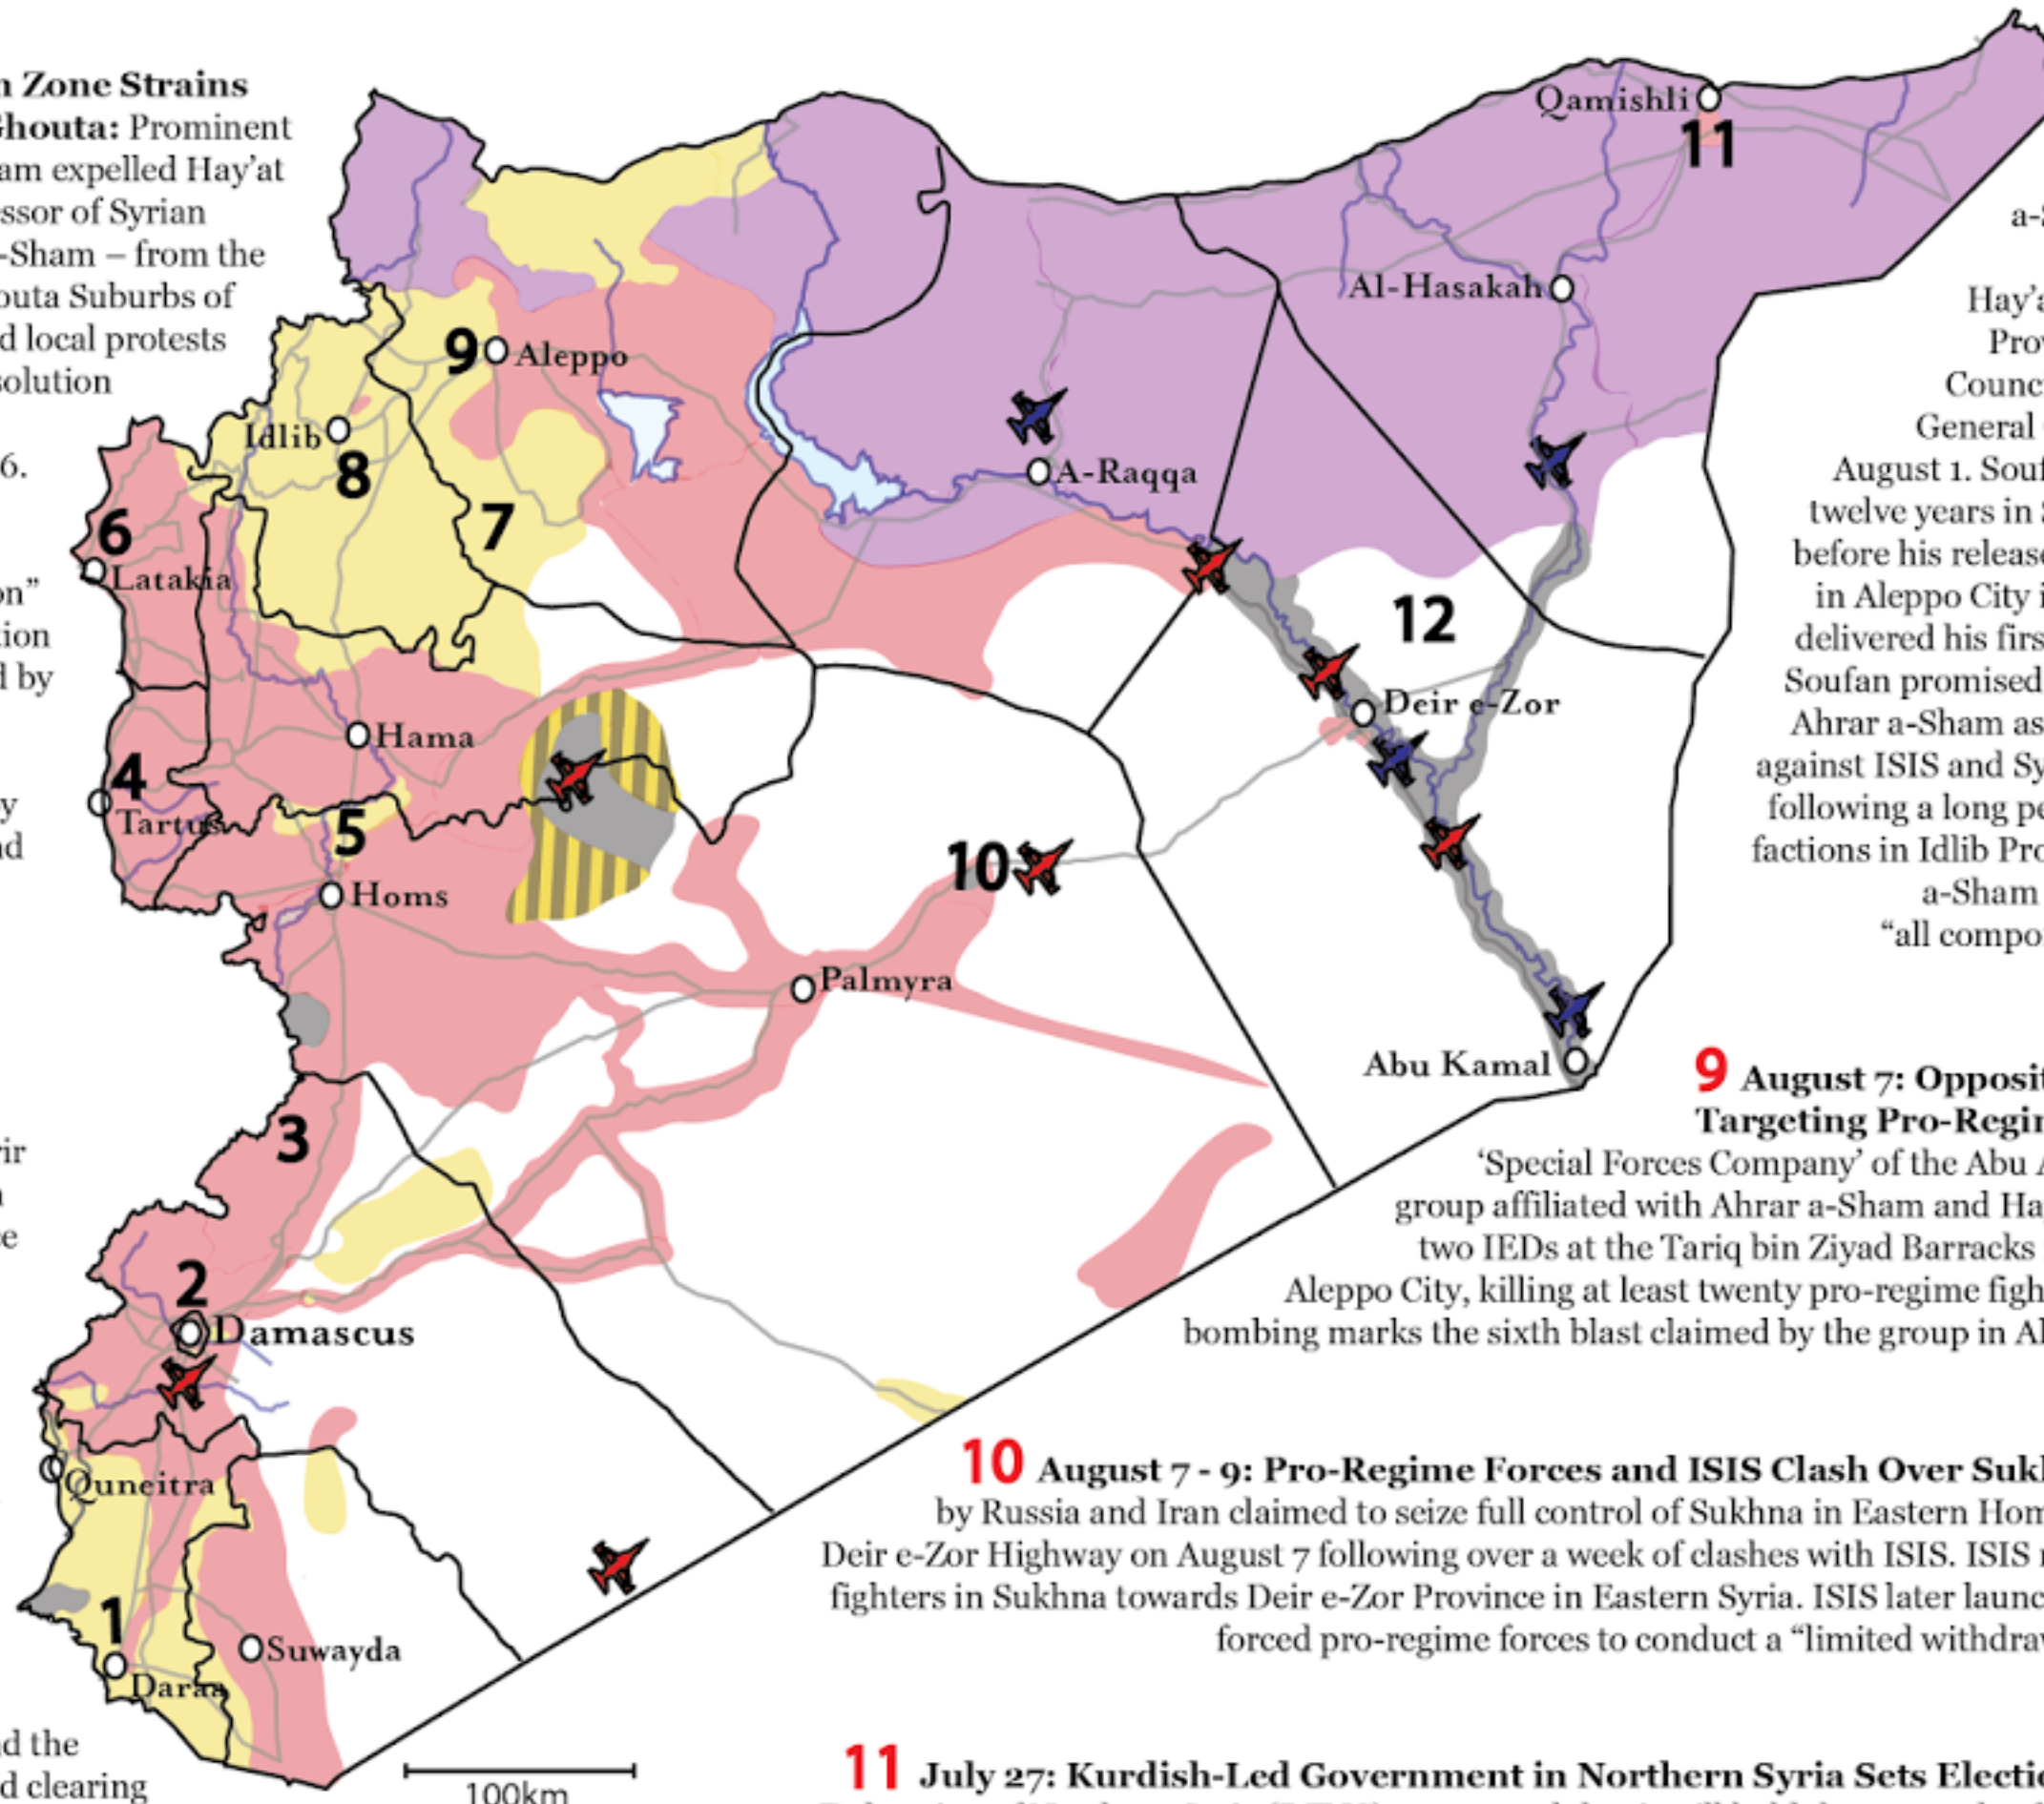 n Zone Strains
Ghouta: Prominent
am expelled Hay’at
essor of Syrian
-Sham – from the
outa Suburbs of
d local protests
solution
6.
on”
tion
d by
y
nd
rir
n
ce
nd the
d clearing
Qamishli
11
Al-Hasakah
9
Aleppo
Idlib
8
A-Raqqa
7
6
Latakia
12
Deir e-Zor
Hama
4
Tartus
5
10
Homs
Palmyra
Abu Kamal
3
2
Damascus
Quneitra
1
Suwayda
Daraa
100km
a-S
Hay’a
Prov
Counc
General
August 1. Souf
twelve years in
before his release
in Aleppo City i
delivered his firs
Soufan promised
Ahrar a-Sham as
against ISIS and Sy
following a long pe
factions in Idlib Pro
a-Sham
“all compo
9 August 7: Opposit
Targeting Pro-Regim
‘Special Forces Company’ of the Abu A
group affiliated with Ahrar a-Sham and Ha
two IEDs at the Tariq bin Ziyad Barracks
Aleppo City, killing at least twenty pro-regime figh
bombing marks the sixth blast claimed by the group in Al
10 August 7 - 9: Pro-Regime Forces and ISIS Clash Over Sukh
by Russia and Iran claimed to seize full control of Sukhna in Eastern Hom
Deir e-Zor Highway on August 7 following over a week of clashes with ISIS. ISIS
fighters in Sukhna towards Deir e-Zor Province in Eastern Syria. ISIS later launc
forced pro-regime forces to conduct a “limited withdraw
11 July 27: Kurdish-Led Government in Northern Syria Sets Electio